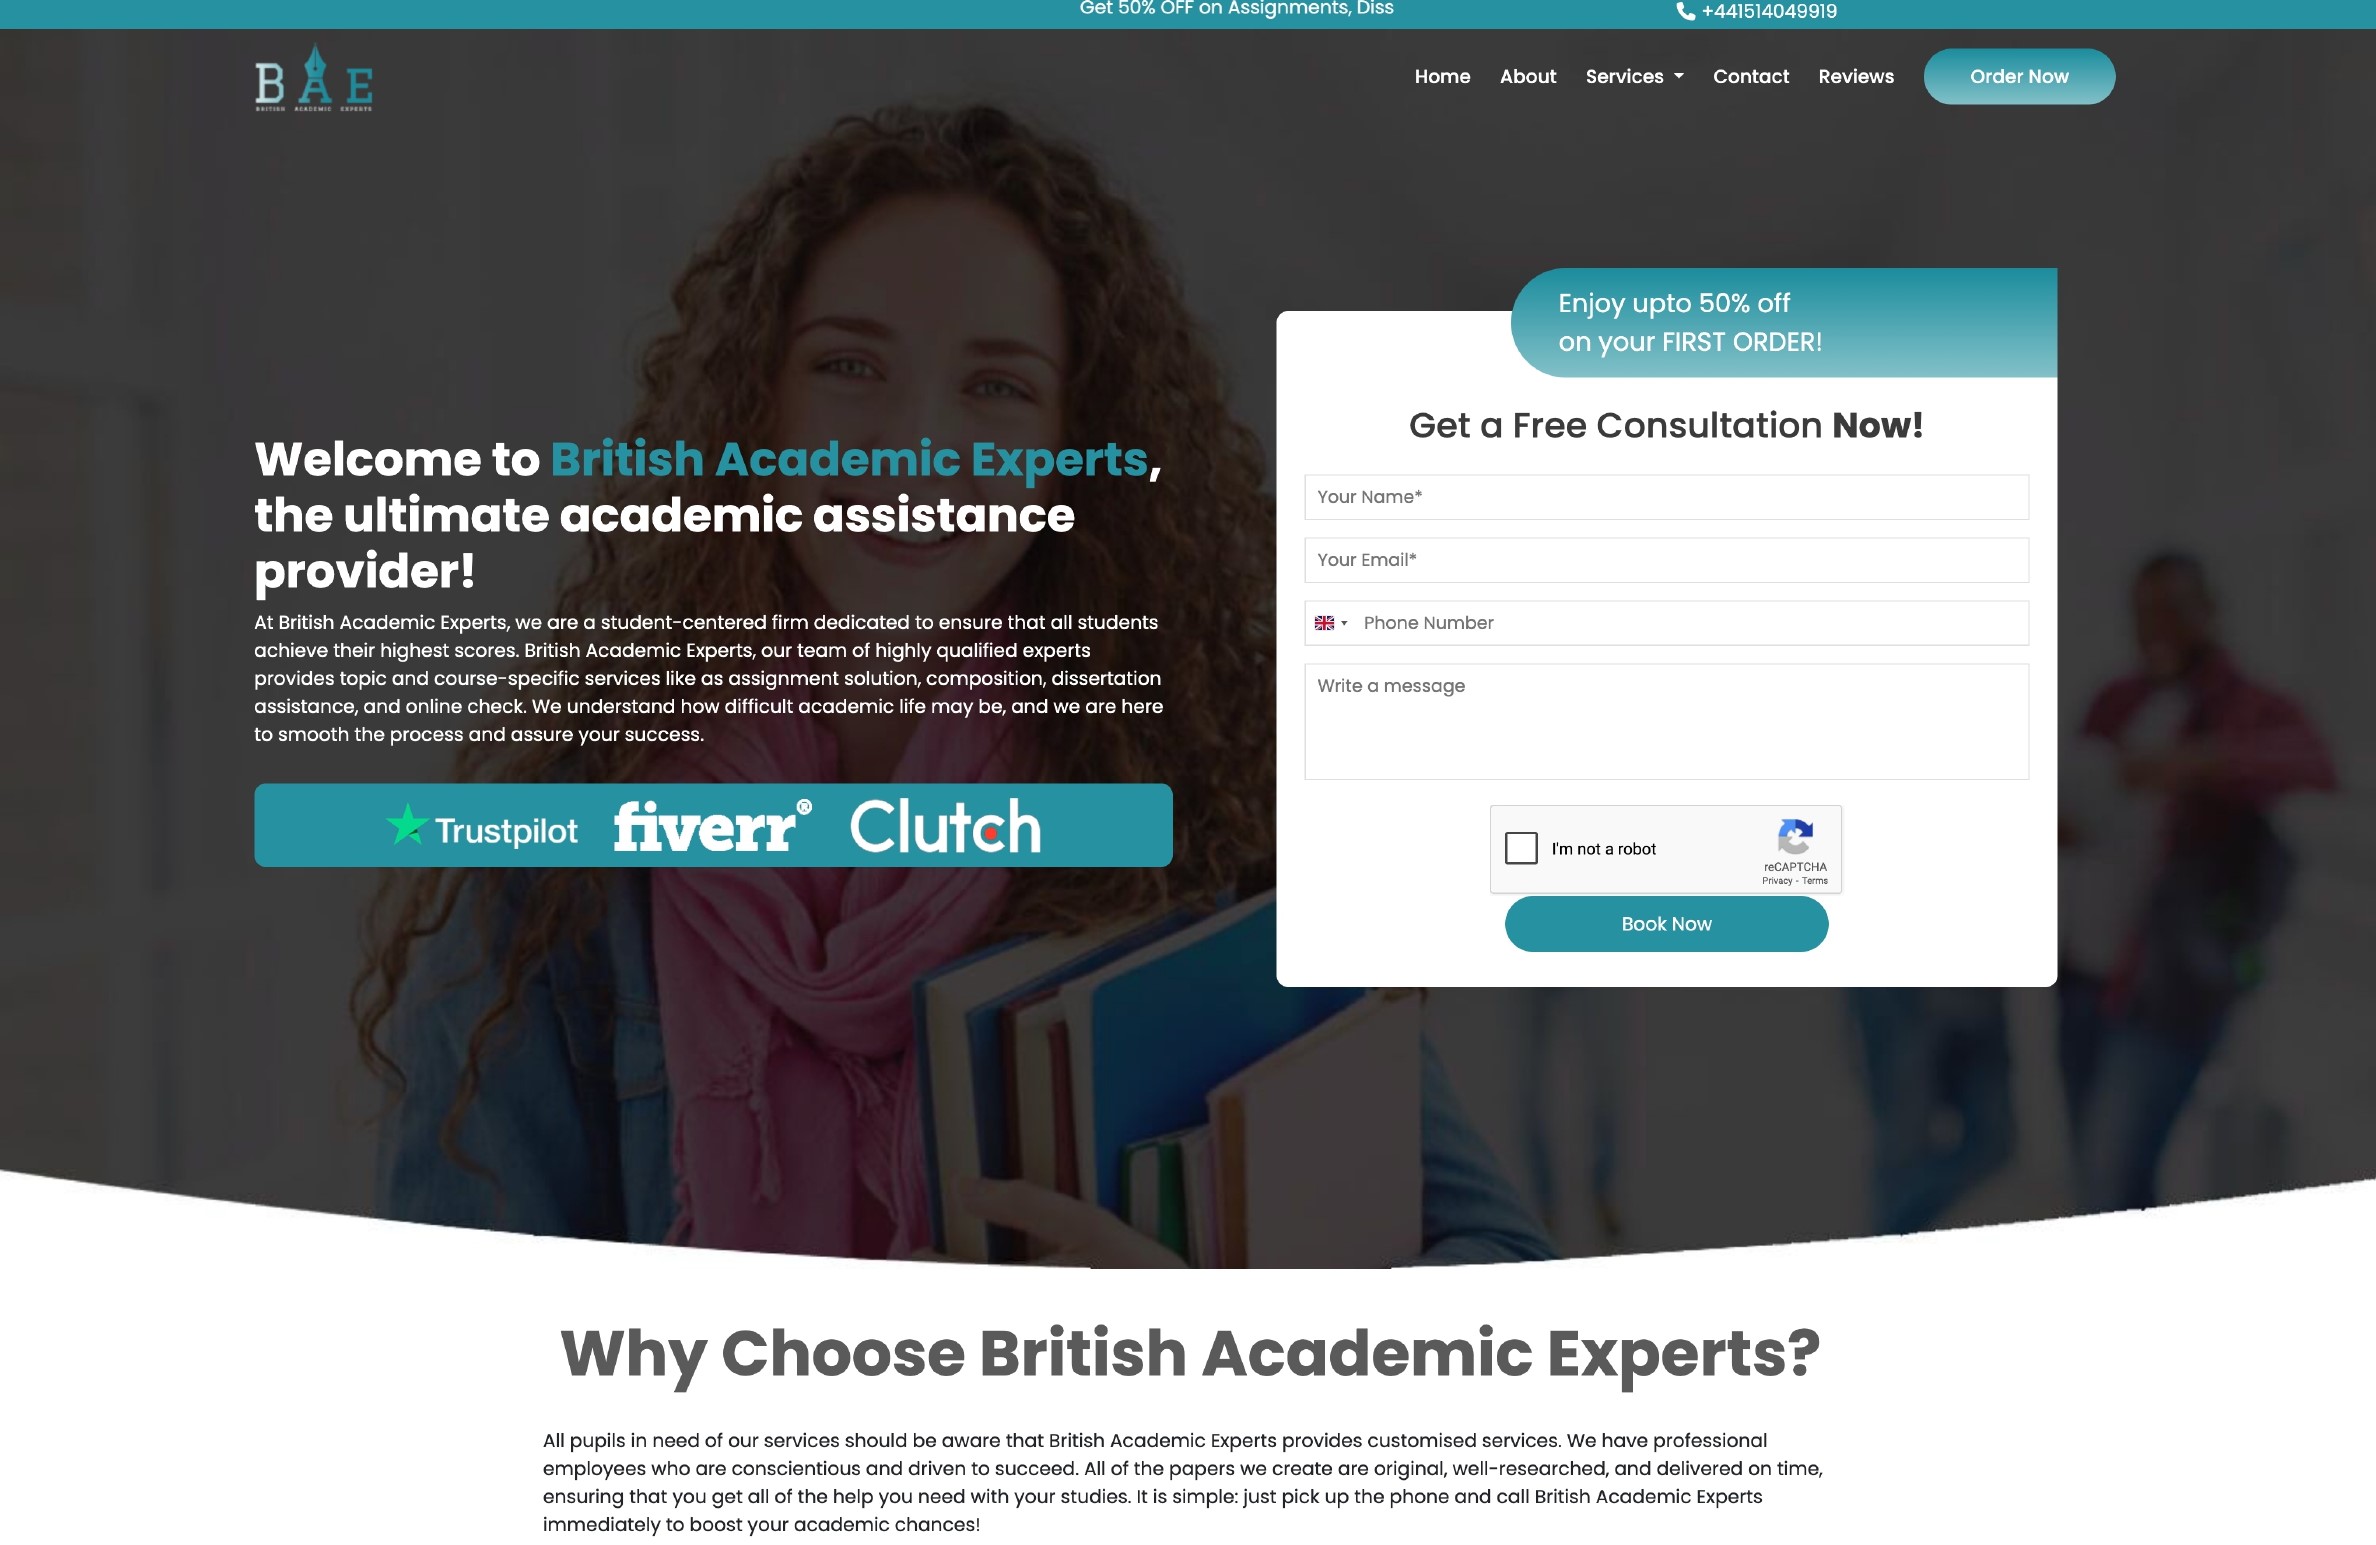 Get 50% OFF on Assignments, Diss
+441514049919
BAE
BRITISH ACADEMIC EXPERTS
Home About Services Contact Reviews Order Now
Enjoy upto 50% off
on your FIRST ORDER!
Get a Free Consultation Now!
Your Name*
Your Email*
Phone Number
Write a message
I'm not a robot
reCAPTCHA
Privacy - Terms
Book Now
Welcome to British Academic Experts,
the ultimate academic assistance
provider!
At British Academic Experts, we are a student-centered firm dedicated to ensure that all students
achieve their highest scores. British Academic Experts, our team of highly qualified experts
provides topic and course-specific services like as assignment solution, composition, dissertation
assistance, and online check. We understand how difficult academic life may be, and we are here
to smooth the process and assure your success.
Trustpilot fiverr® Clutch
Why Choose British Academic Experts?
All pupils in need of our services should be aware that British Academic Experts provides customised services. We have professional
employees who are conscientious and driven to succeed. All of the papers we create are original, well-researched, and delivered on time,
ensuring that you get all of the help you need with your studies. It is simple: just pick up the phone and call British Academic Experts
immediately to boost your academic chances!